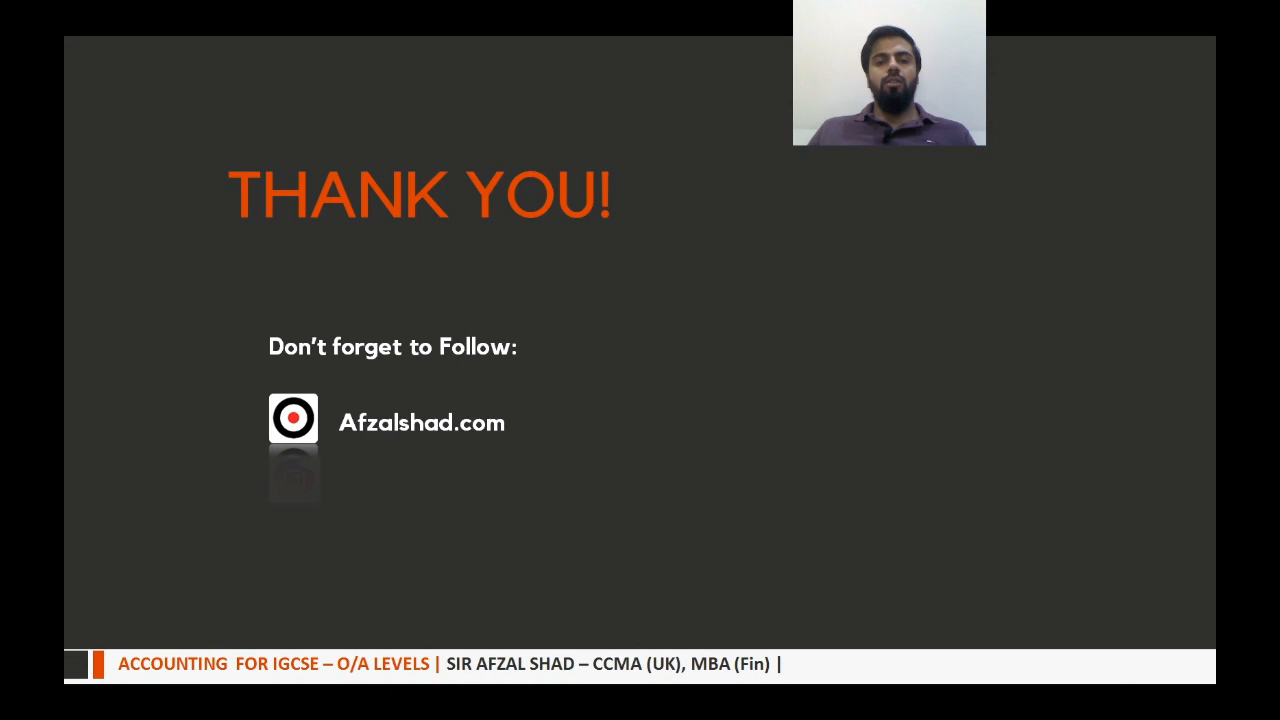 THANK YOU!
Don't forget to Follow:
Afzalshad.com
ACCOUNTING FOR IGCSE – O/A LEVELS | SIR AFZAL SHAD – CCMA (UK), MBA (Fin) |